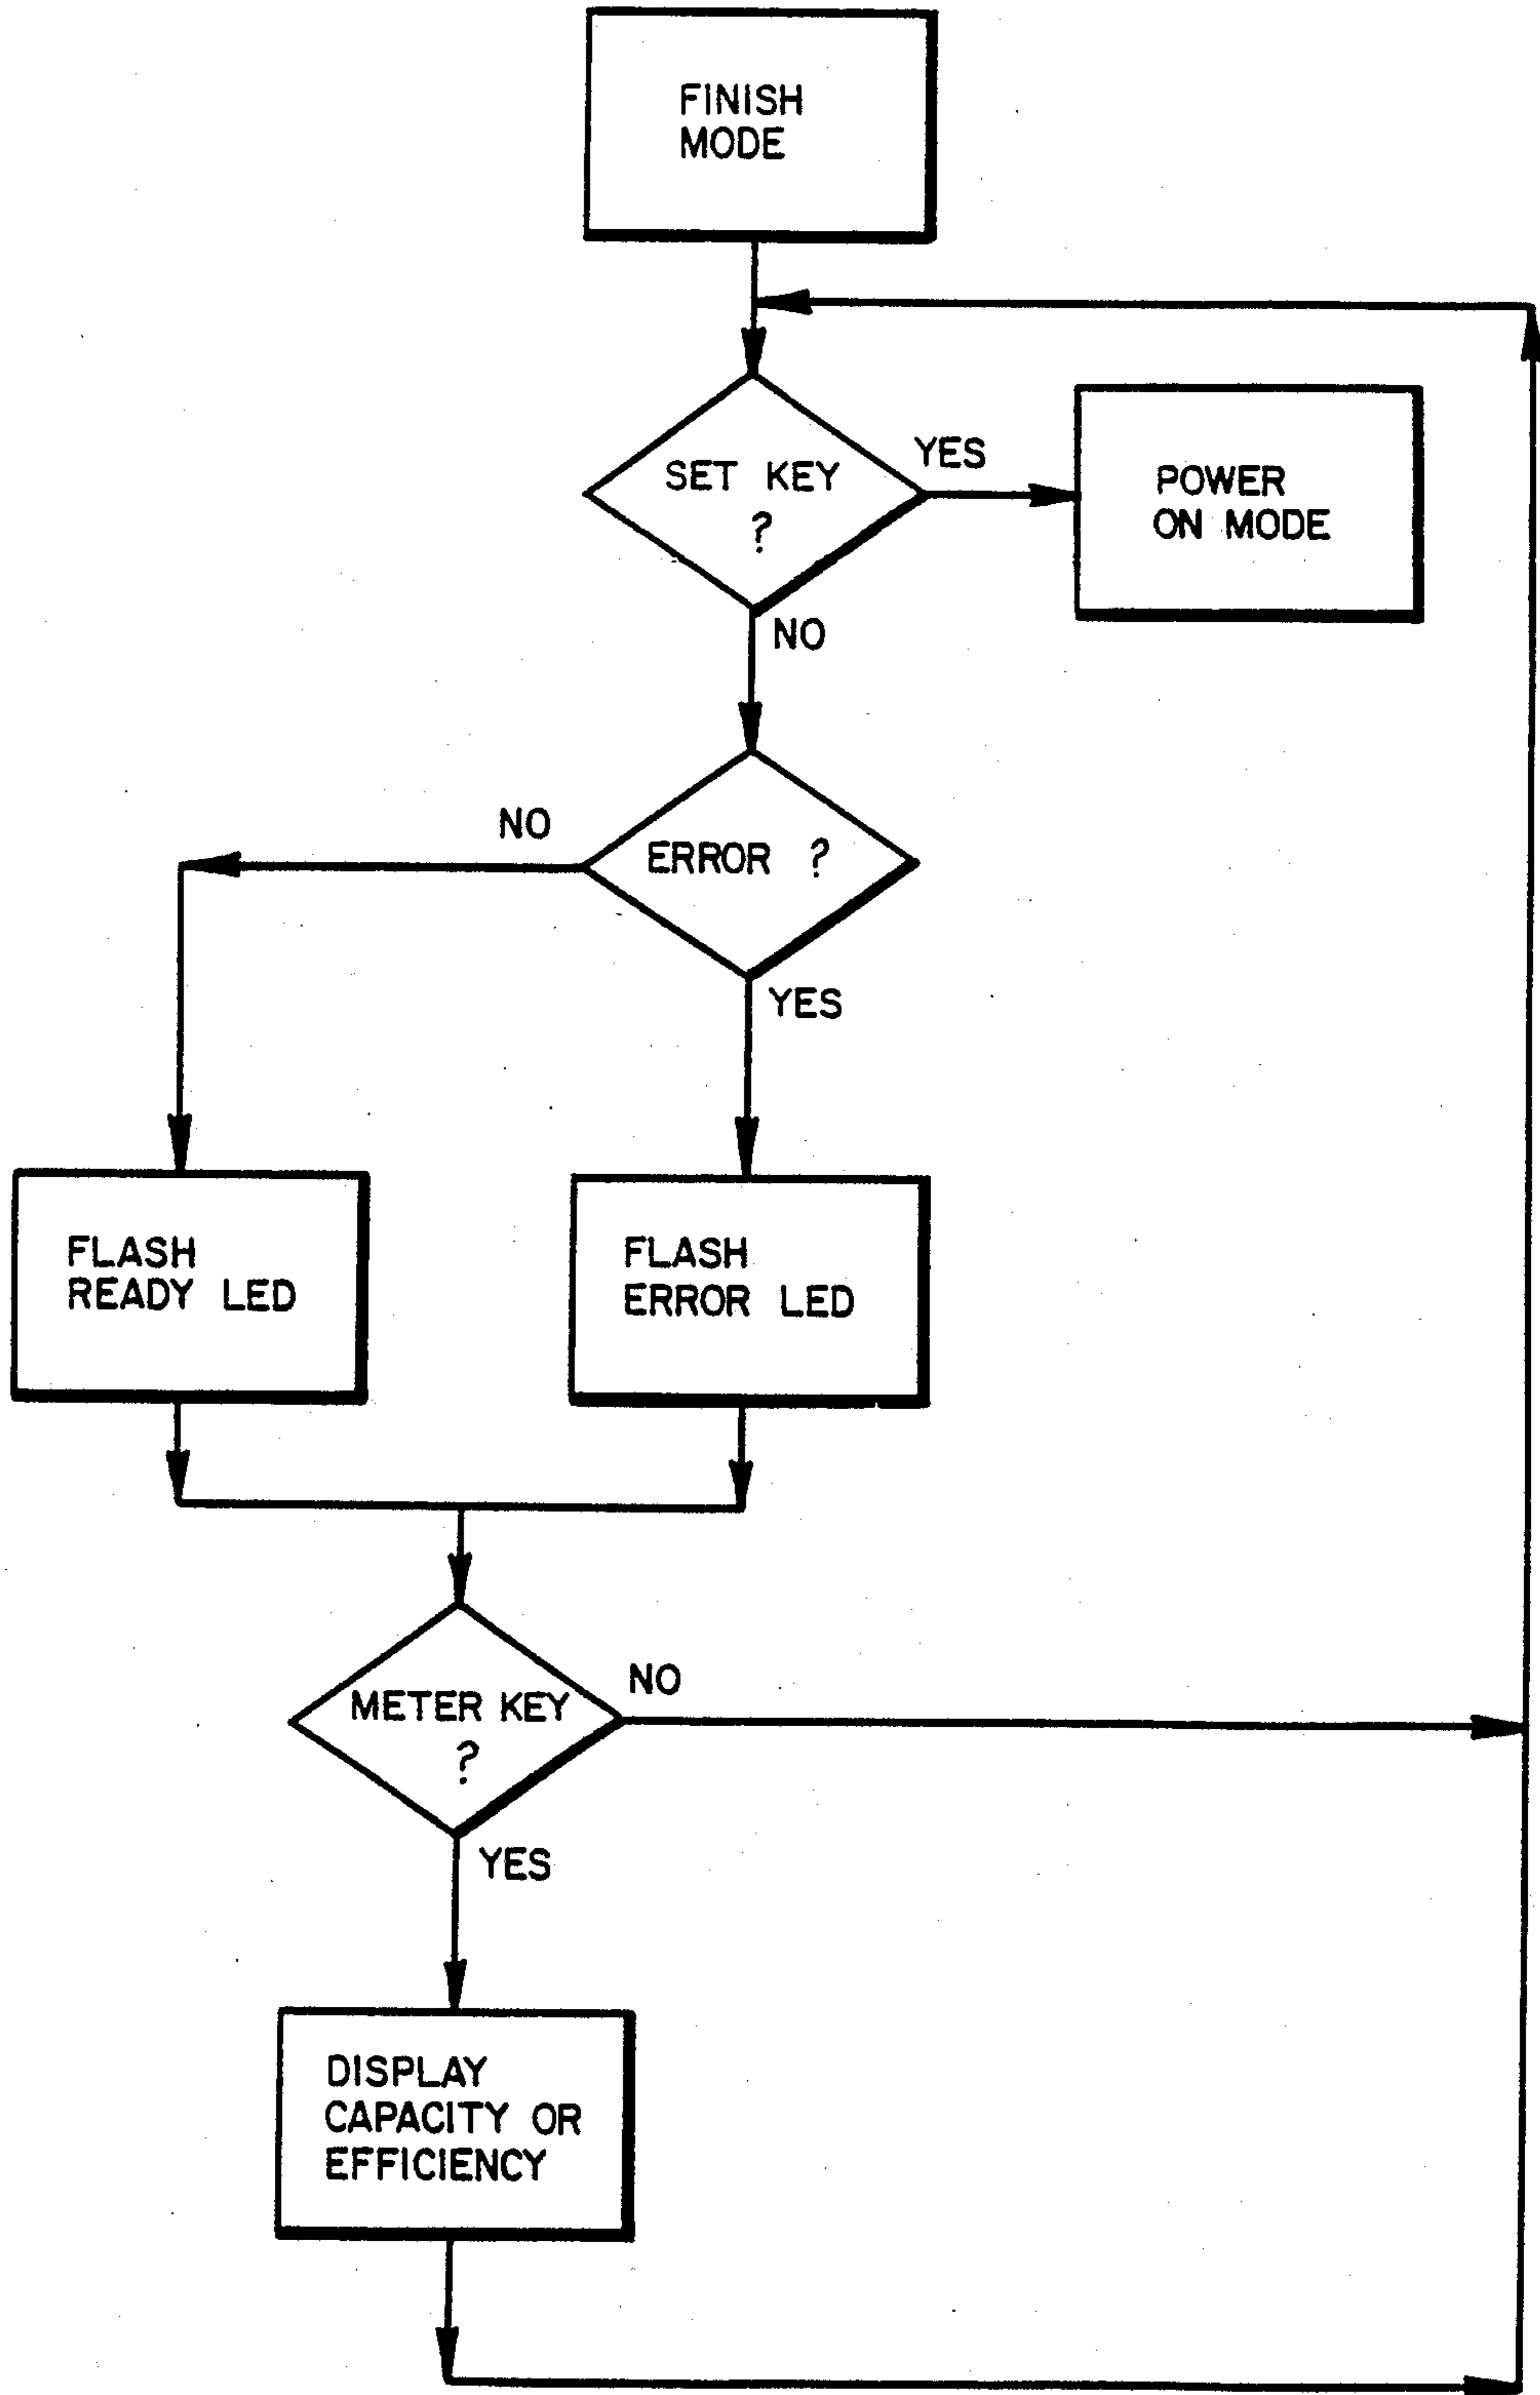 FINISH
MODE
SET KEY
?
YES
POWER
ON MODE
NO
NO
ERROR ?
YES
FLASH
READY LED
FLASH
ERROR LED
METER KEY
?
NO
YES
DISPLAY
CAPACITY OR
EFFICIENCY